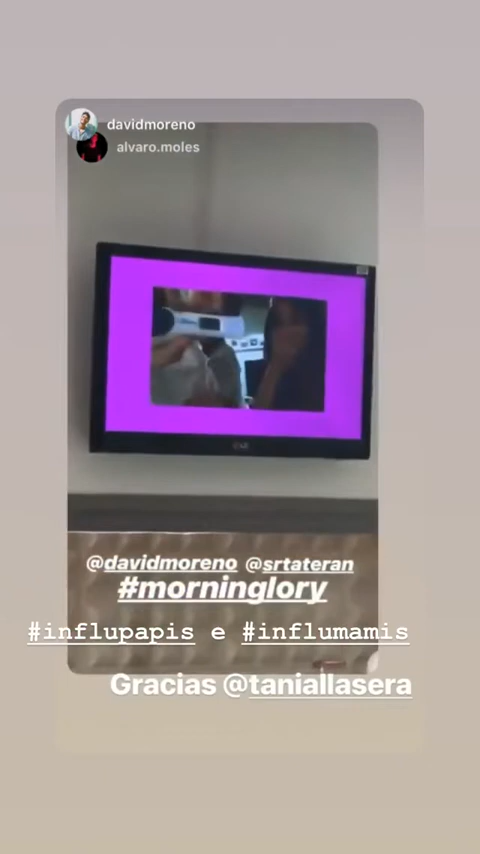 davidmoreno
alvaro.moles
@davidmoreno @srtateran
#morninglory
#influpapis e #influmamis
Gracias @taniallasera